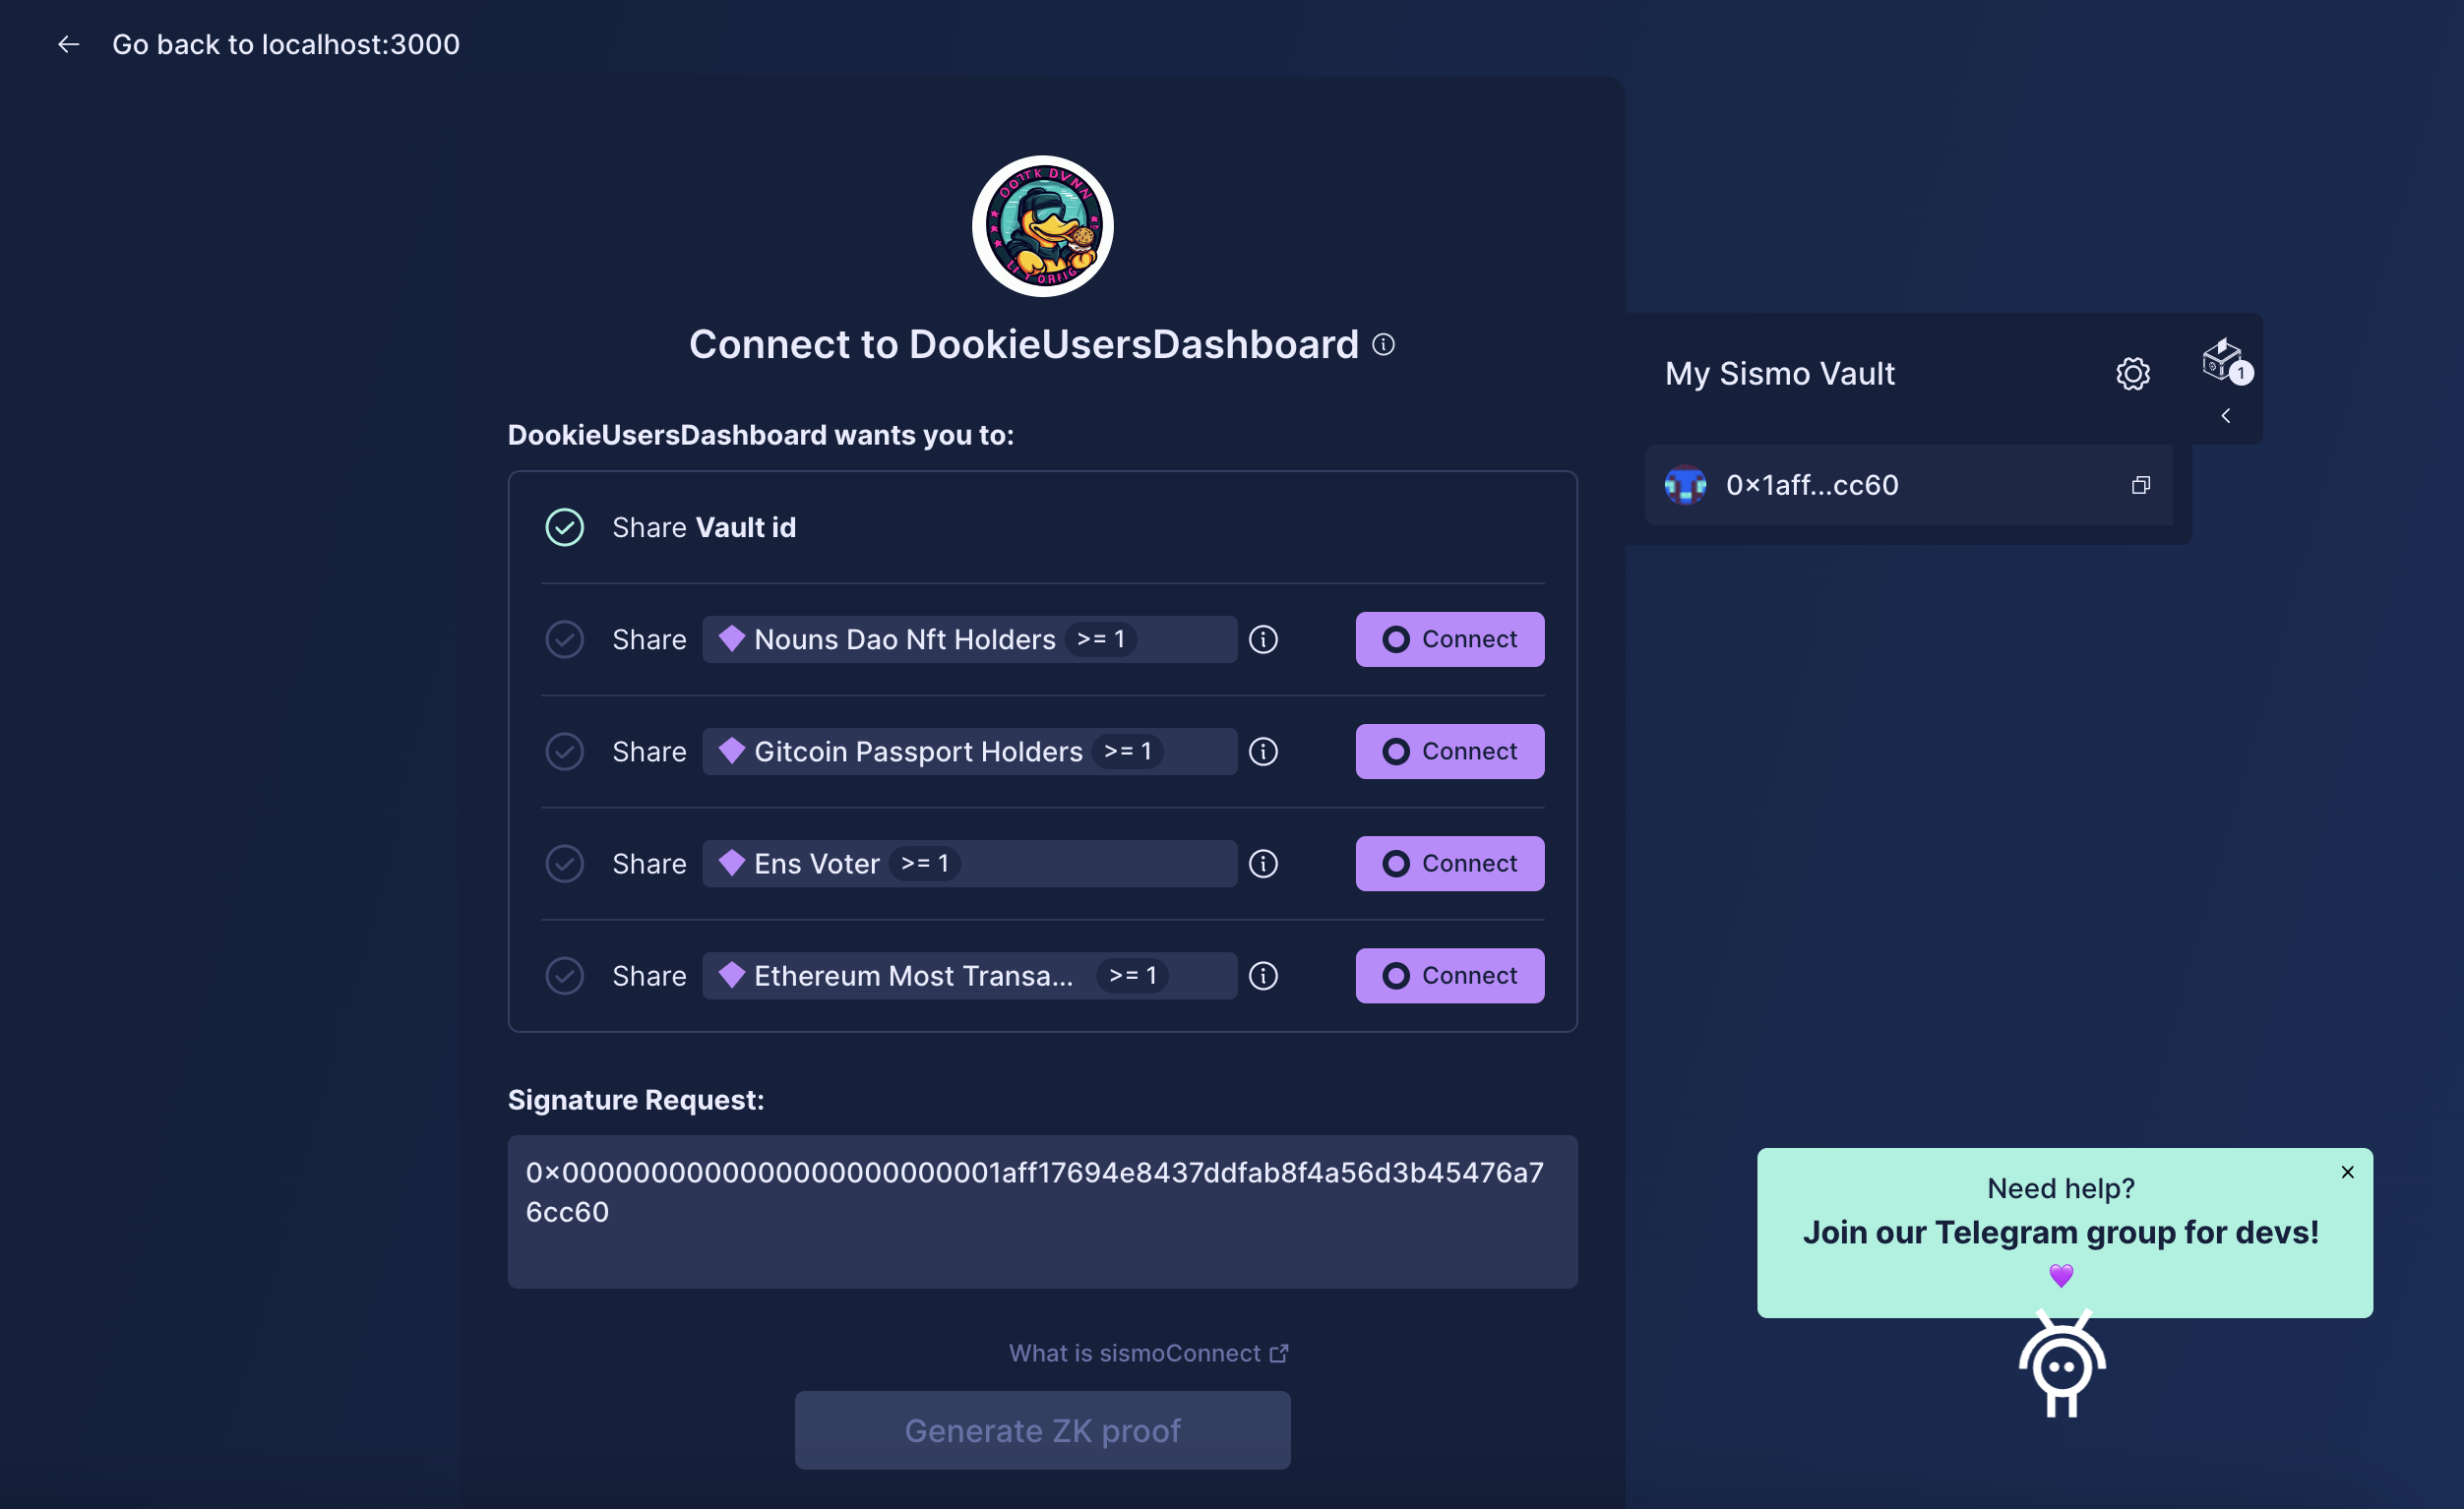 Go back to localhost:3000
Connect to DookieUsersDashboard
DookieUsersDashboard wants you to:
Share Vault id
Share Nouns Dao Nft Holders >= 1 Connect
Share Gitcoin Passport Holders >= 1 Connect
Share Ens Voter >= 1 Connect
Share Ethereum Most Transa... >= 1 Connect
Signature Request:
0x0000000000000000000000001aff17694e8437ddfab8f4a56d3b45476a7
6cc60
What is sismoConnect
Generate ZK proof
My Sismo Vault
1
0x1aff...cc60
Need help?
Join our Telegram group for devs!